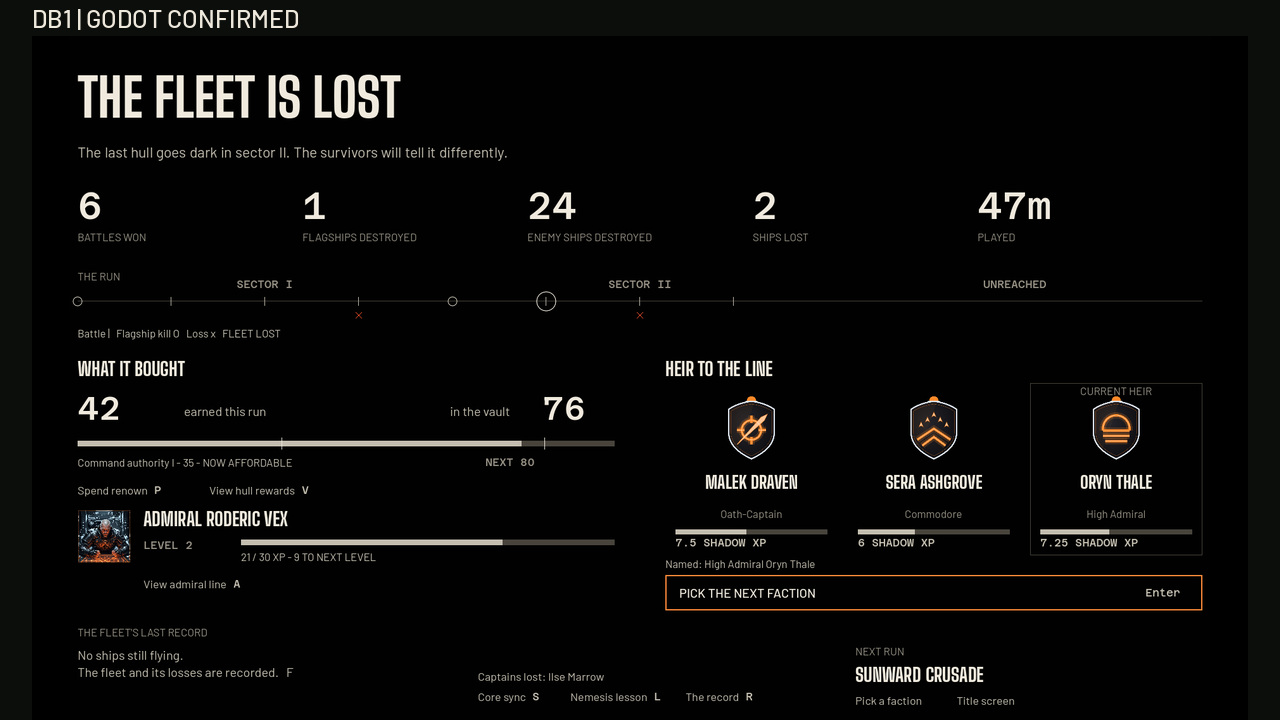 DB1 | GODOT CONFIRMED
THE FLEET IS LOST
The last hull goes dark in sector II. The survivors will tell it differently.
6 1 24 2 47m
BATTLES WON FLAGSHIPS DESTROYED ENEMY SHIPS DESTROYED SHIPS LOST PLAYED
THE RUN
SECTOR I SECTOR II UNREACHED
Battle | Flagship kill O Loss x FLEET LOST
WHAT IT BOUGHT
42 earned this run in the vault 76
Command authority I - 35 - NOW AFFORDABLE NEXT 80
Spend renown P View hull rewards V
ADMIRAL RODERIC VEX
LEVEL 2
21 / 30 XP - 9 TO NEXT LEVEL
View admiral line A
HEIR TO THE LINE
CURRENT HEIR
MALEK DRAVEN SERA ASHGROVE ORYN THALE
Oath-Captain Commodore High Admiral
7.5 SHADOW XP 6 SHADOW XP 7.25 SHADOW XP
Named: High Admiral Oryn Thale
PICK THE NEXT FACTION Enter
THE FLEET'S LAST RECORD
No ships still flying.
The fleet and its losses are recorded. F
Captains lost: Ilse Marrow
Core sync S Nemesis lesson L The record R
NEXT RUN
SUNWARD CRUSADE
Pick a faction Title screen